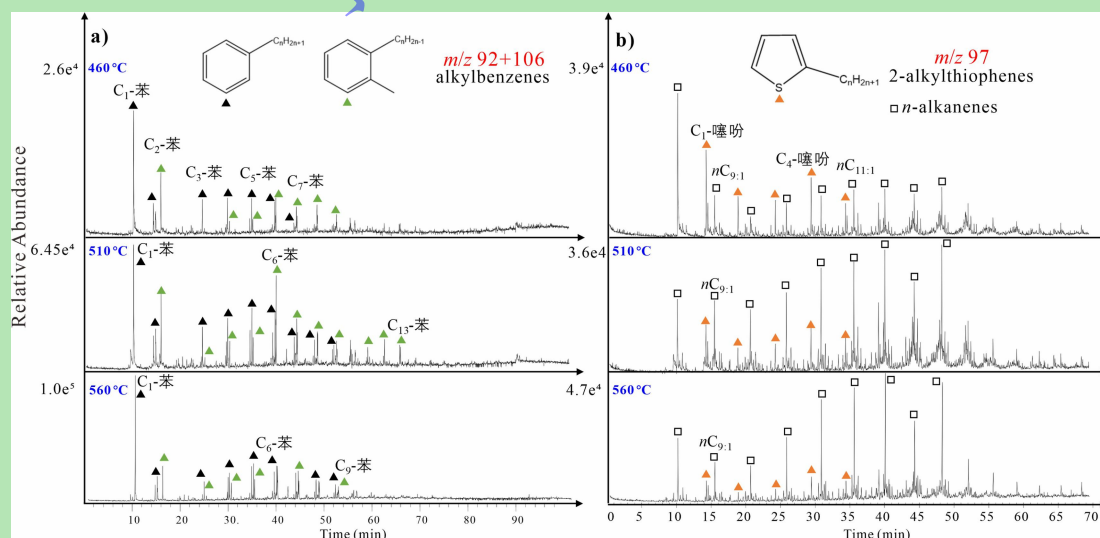 a)
CnH2n+1
CnH2n-1
m/z 92+106
alkylbenzenes
2.6e⁴
460℃
C₁-苯
C₂-苯
C₃-苯
C₅-苯
C₇-苯
6.45e⁴
510℃
C₁-苯
C₆-苯
C₁₃-苯
1.0e⁵
560℃
C₁-苯
C₆-苯
C₉-苯
Relative Abundance
10 20 30 40 50 60 70 80 90
Time (min)
b)
S
CnH2n+1
m/z 97
2-alkylthiophenes
n-alkanenes
3.9e⁴
460℃
C₁-噻吩
nC₉:₁
C₄-噻吩
nC₁₁:₁
3.6e⁴
510℃
nC₉:₁
4.7e⁴
560℃
nC₉:₁
0 5 10 15 20 25 30 35 40 45 50 55 60 65 70
Time (min)